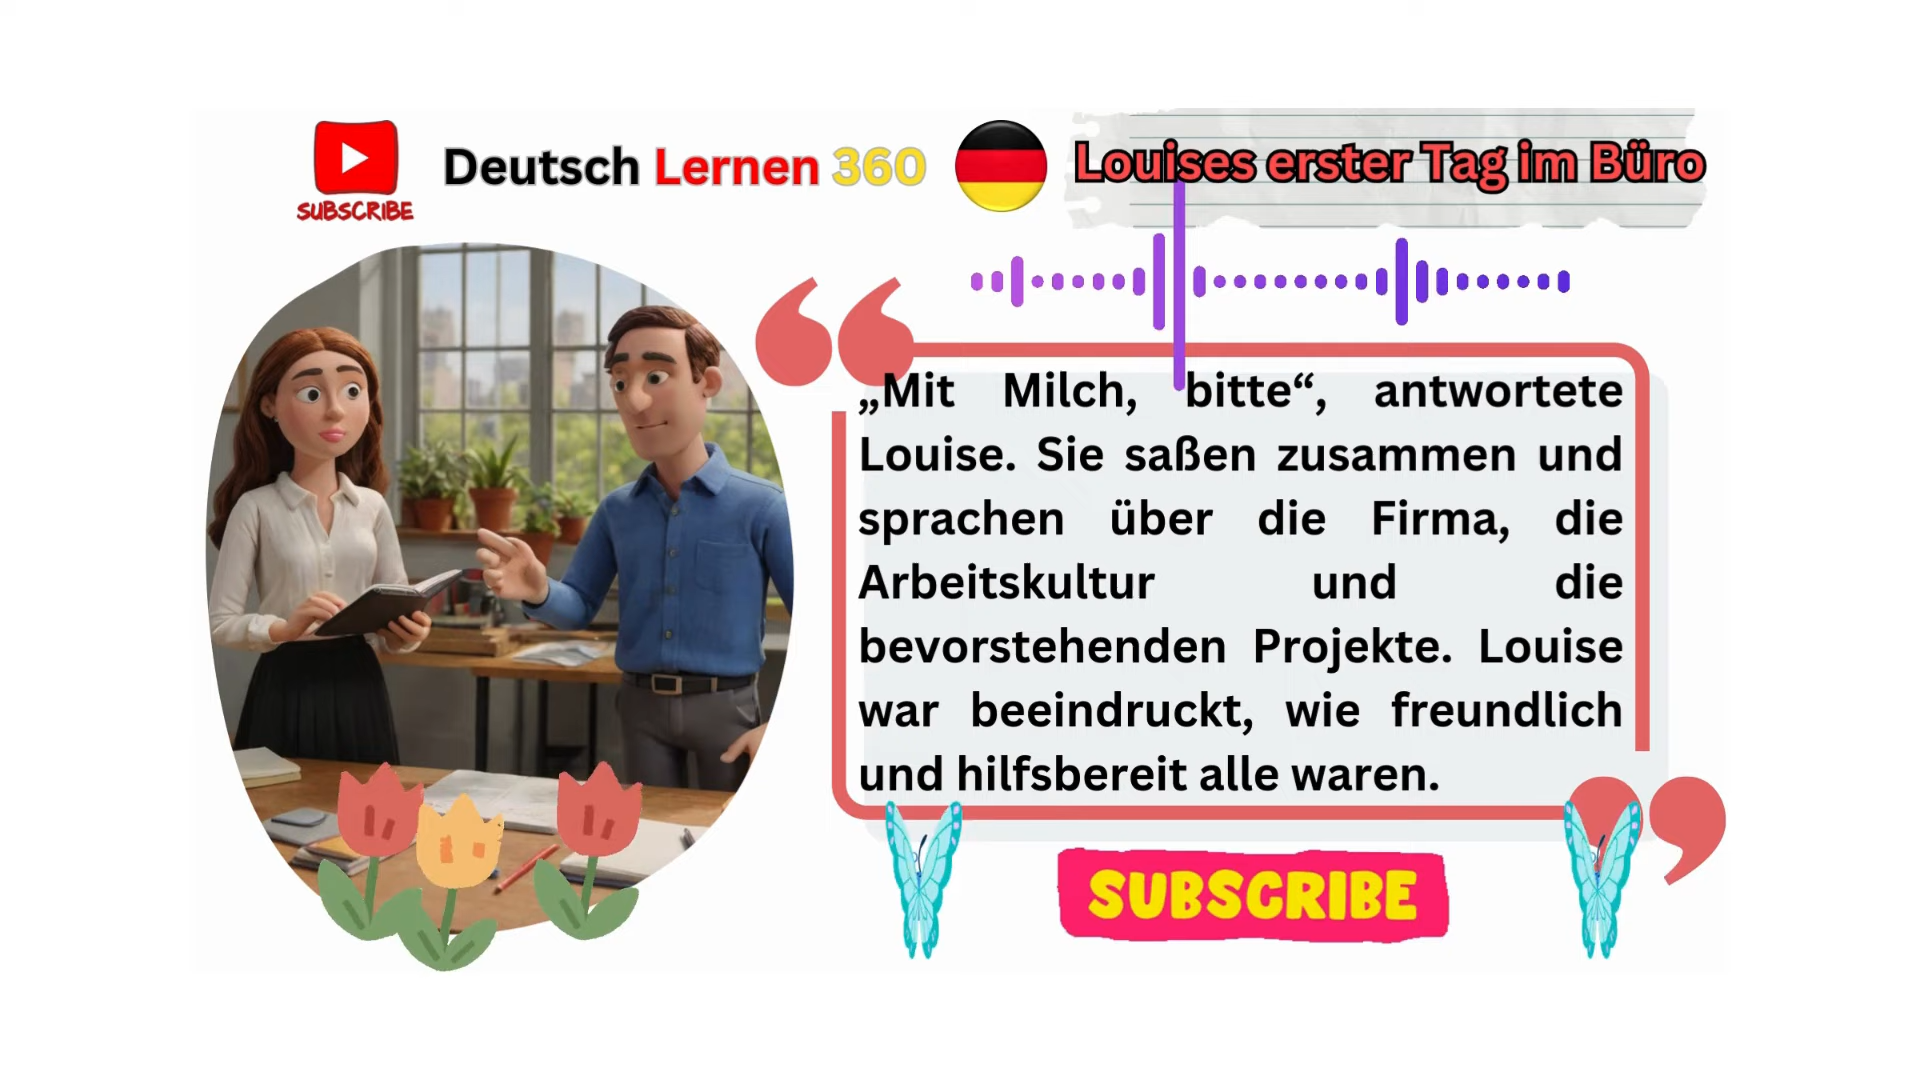 Deutsch Lernen 360
SUBSCRIBE
Louises erster Tag im Büro
„Mit Milch, bitte“, antwortete
Louise. Sie saßen zusammen und
sprachen über die Firma, die
Arbeitskultur und die
bevorstehenden Projekte. Louise
war beeindruckt, wie freundlich
und hilfsbereit alle waren.
SUBSCRIBE